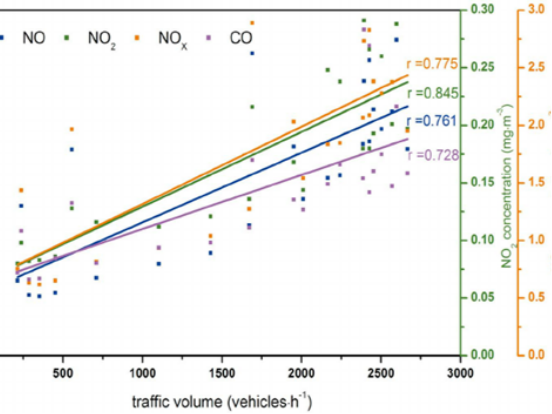 NO NO₂ NOₓ CO
r =0.775
r =0.845
r =0.761
r =0.728
0.30
0.25
0.20
0.15
0.10
0.05
0.00
NO₂ concentration (mg·m⁻³)
3.0
2.5
2.0
1.5
1.0
0.5
0.0
500 1000 1500 2000 2500 3000
traffic volume (vehicles·h⁻¹)